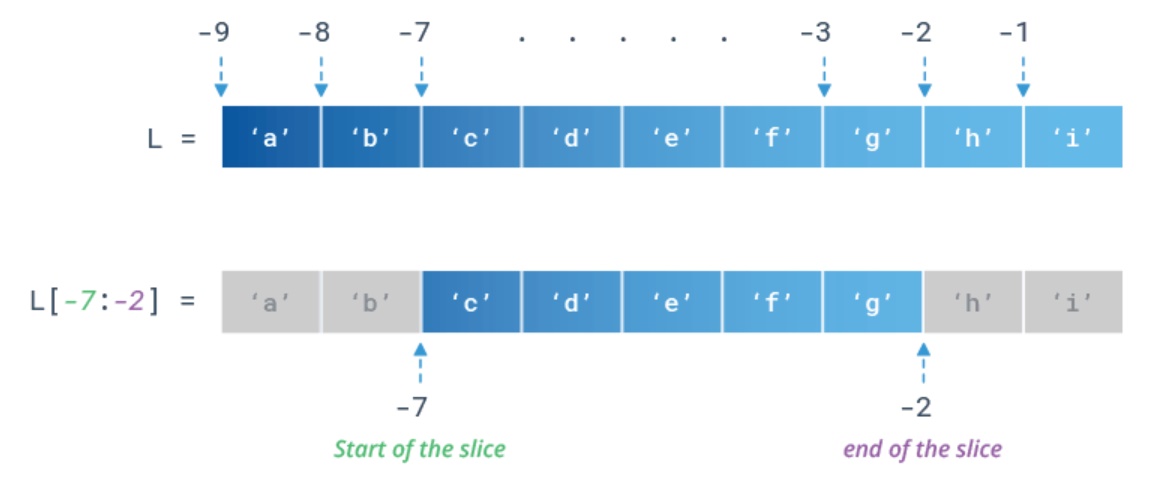 -9 -8 -7 . . . . . -3 -2 -1
L = ‘a’ ‘b’ ‘c’ ‘d’ ‘e’ ‘f’ ‘g’ ‘h’ ‘i’
L[-7:-2] = ‘a’ ‘b’ ‘c’ ‘d’ ‘e’ ‘f’ ‘g’ ‘h’ ‘i’
-7 -2
Start of the slice end of the slice